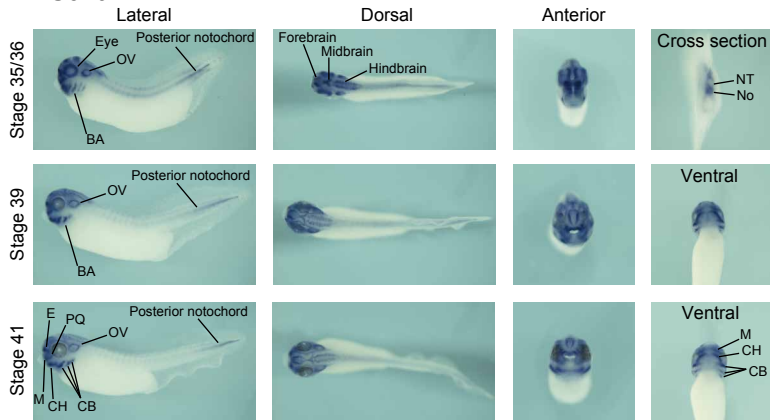 Lateral
Dorsal
Anterior
Stage 35/36
Eye
OV
Posterior notochord
BA
Forebrain
Midbrain
Hindbrain
Cross section
NT
No
Stage 39
OV
Posterior notochord
BA
Ventral
Stage 41
E
PQ
OV
Posterior notochord
M
CH
CB
Ventral
M
CH
CB